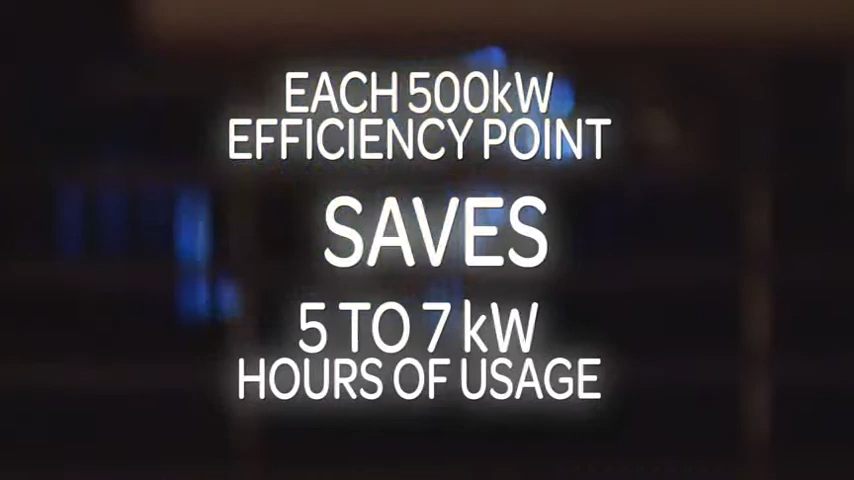 EACH 500kW
EFFICIENCY POINT
SAVES
5 TO 7 kW
HOURS OF USAGE